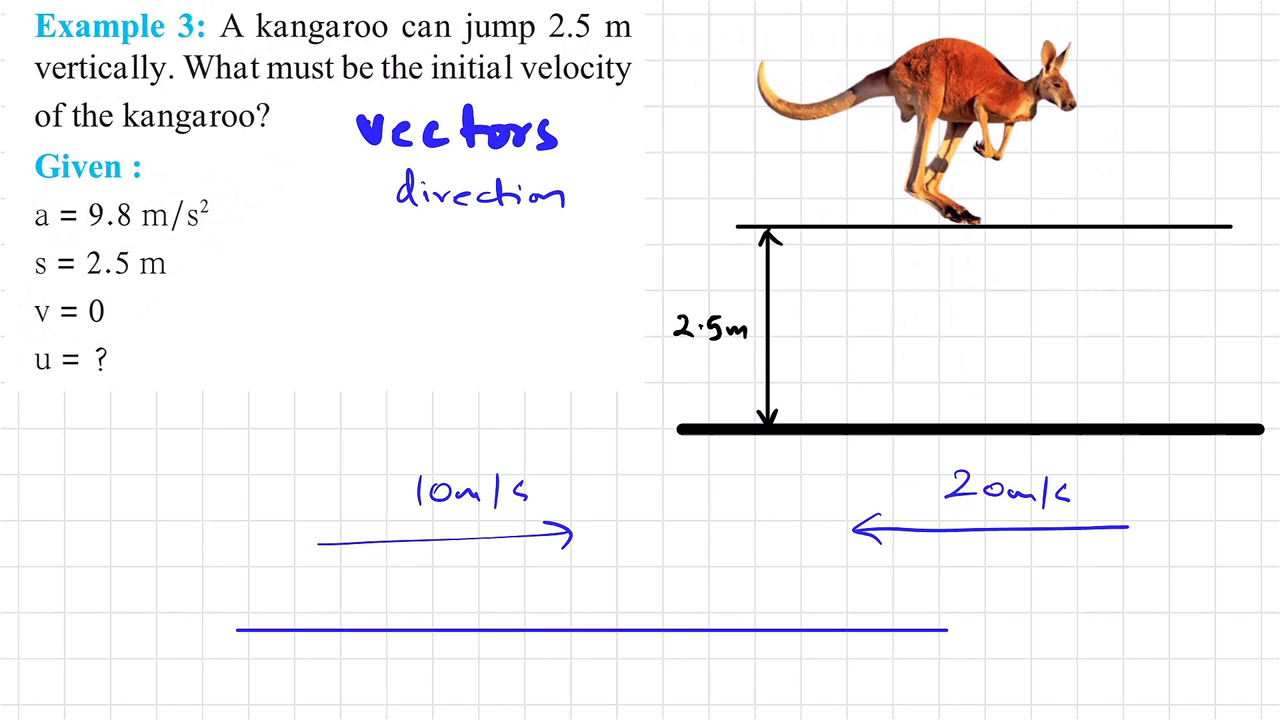 Example 3: A kangaroo can jump 2.5 m
vertically. What must be the initial velocity
of the kangaroo?
vectors
direction
Given :
a = 9.8 m/s²
s = 2.5 m
v = 0
u = ?
2.5m
10m/s
20m/s